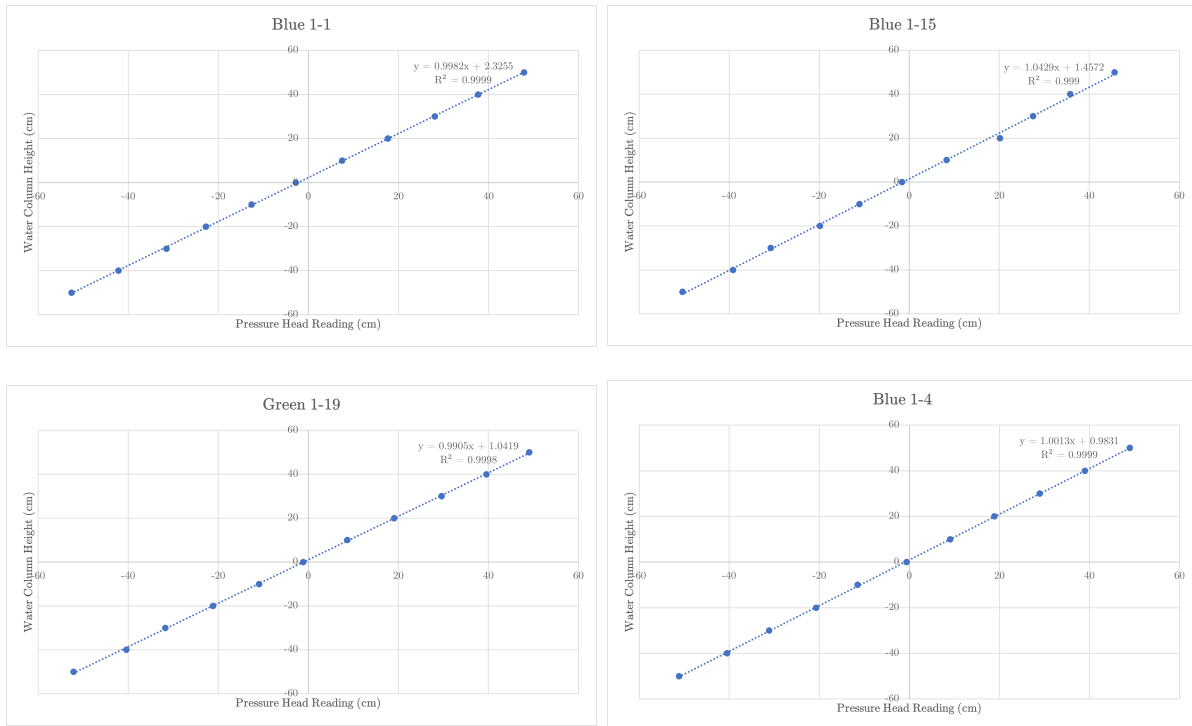 Blue 1-1
60
y = 0.9982x + 2.3255
R² = 0.9999
40
20
0
-60 -40 -20 0 20 40 60
-20
-40
-60
Water Column Height (cm)
Pressure Head Reading (cm)
Blue 1-15
60
y = 1.0429x + 1.4572
R² = 0.999
40
20
0
-60 -40 -20 0 20 40 60
-20
-40
-60
Water Column Height (cm)
Pressure Head Reading (cm)
Green 1-19
60
y = 0.9905x + 1.0419
R² = 0.9998
40
20
0
-60 -40 -20 0 20 40 60
-20
-40
-60
Water Column Height (cm)
Pressure Head Reading (cm)
Blue 1-4
60
y = 1.0013x + 0.9831
R² = 0.9999
40
20
0
-60 -40 -20 0 20 40 60
-20
-40
-60
Water Column Height (cm)
Pressure Head Reading (cm)